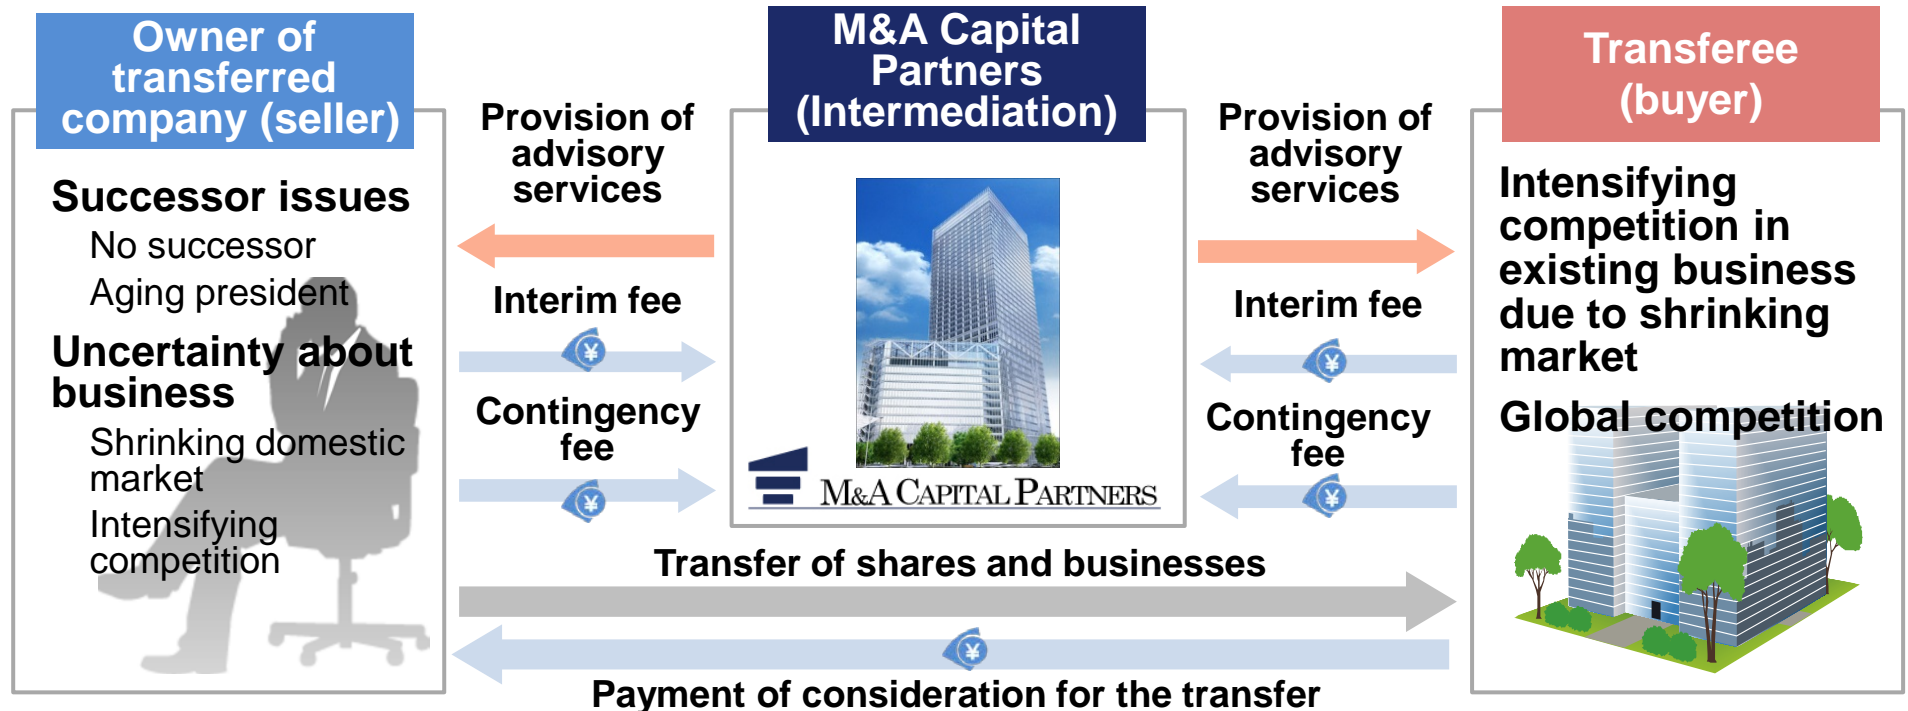 Owner of
transferred
company (seller)
Successor issues
No successor
Aging president
Uncertainty about
business
Shrinking domestic
market
Intensifying
competition
Provision of
advisory
services
Interim fee
¥
Contingency
fee
¥
M&A Capital
Partners
(Intermediation)
M&A CAPITAL PARTNERS
Provision of
advisory
services
Interim fee
¥
Contingency
fee
¥
Transferee
(buyer)
Intensifying
competition in
existing business
due to shrinking
market
Global competition
Transfer of shares and businesses
¥
Payment of consideration for the transfer